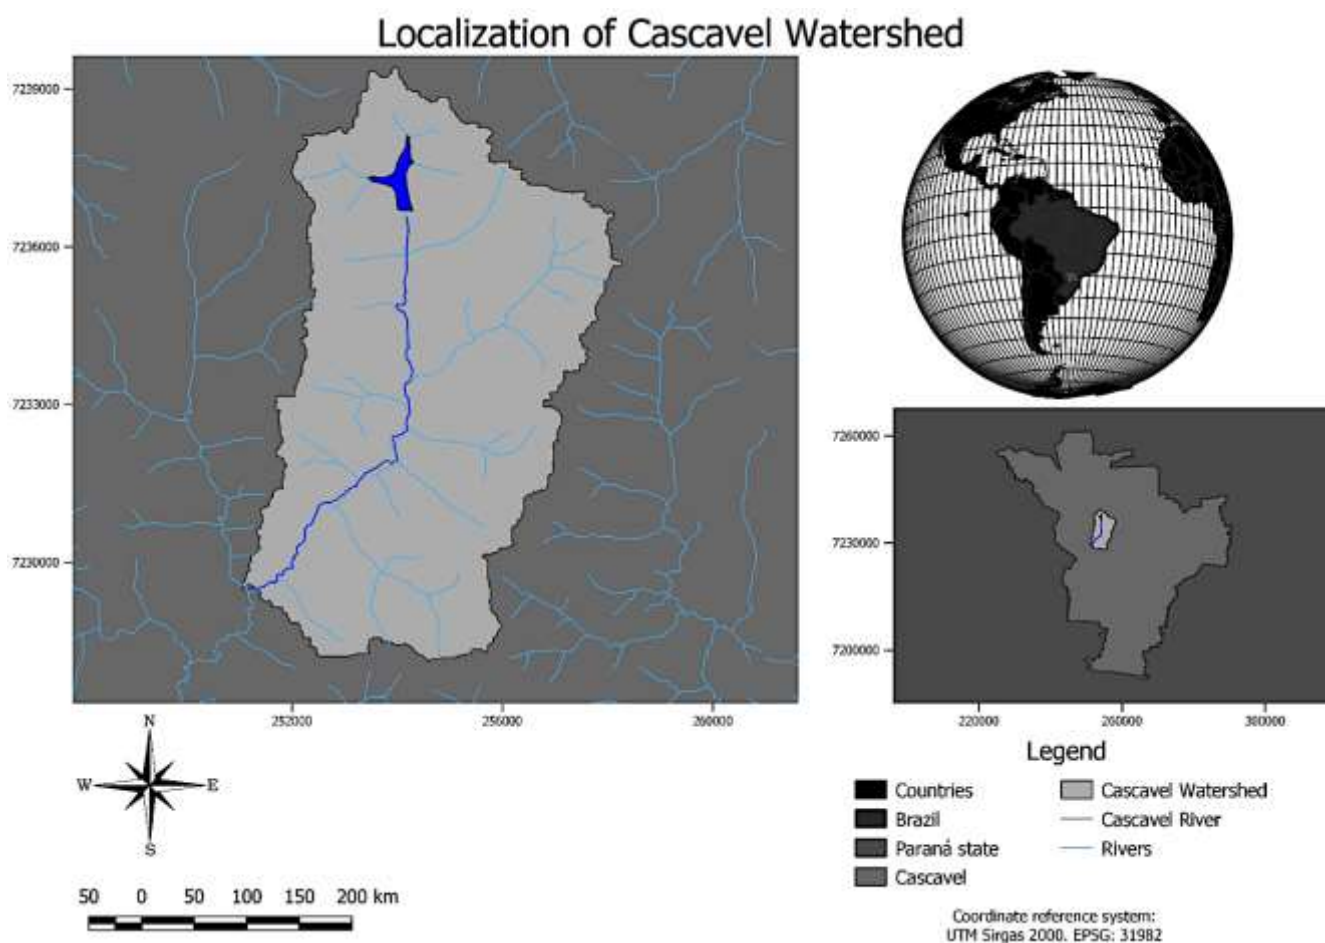 Localization of Cascavel Watershed
7239000
7236000
7233000
7230000
252000
256000
260000
7260000
7230000
7200000
220000
260000
300000
N
W
E
S
50 0 50 100 150 200 km
Legend
Countries
Brazil
Paraná state
Cascavel
Cascavel Watershed
Cascavel River
Rivers
Coordinate reference system:
UTM Sirgas 2000. EPSG: 31982